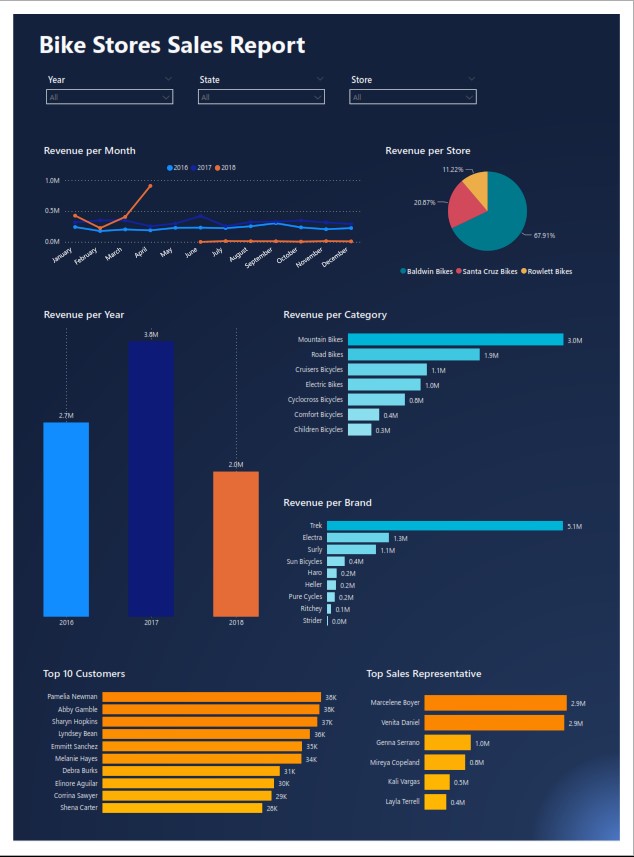 Bike Stores Sales Report
Year State Store
All All All
Revenue per Month
2016 2017 2018
1.0M
0.5M
0.0M
January February March April May June July August September October November December
Revenue per Store
11.22%
20.87%
67.91%
Baldwin Bikes Santa Cruz Bikes Rowlett Bikes
Revenue per Year
3.8M
2.7M
2.0M
2016 2017 2018
Revenue per Category
Mountain Bikes 3.0M
Road Bikes 1.9M
Cruisers Bicycles 1.1M
Electric Bikes 1.0M
Cyclocross Bicycles 0.8M
Comfort Bicycles 0.4M
Children Bicycles 0.3M
Revenue per Brand
Trek 5.1M
Electra 1.3M
Surly 1.1M
Sun Bicycles 0.4M
Haro 0.2M
Heller 0.2M
Pure Cycles 0.2M
Ritchey 0.1M
Strider 0.0M
Top 10 Customers
Pamelia Newman 38K
Abby Gamble 38K
Sharyn Hopkins 37K
Lyndsey Bean 36K
Emmitt Sanchez 35K
Melanie Hayes 34K
Debra Burks 31K
Elinore Aguilar 30K
Corrina Sawyer 29K
Shena Carter 28K
Top Sales Representative
Marcelene Boyer 2.9M
Venita Daniel 2.9M
Genna Serrano 1.0M
Mireya Copeland 0.8M
Kali Vargas 0.5M
Layla Terrell 0.4M